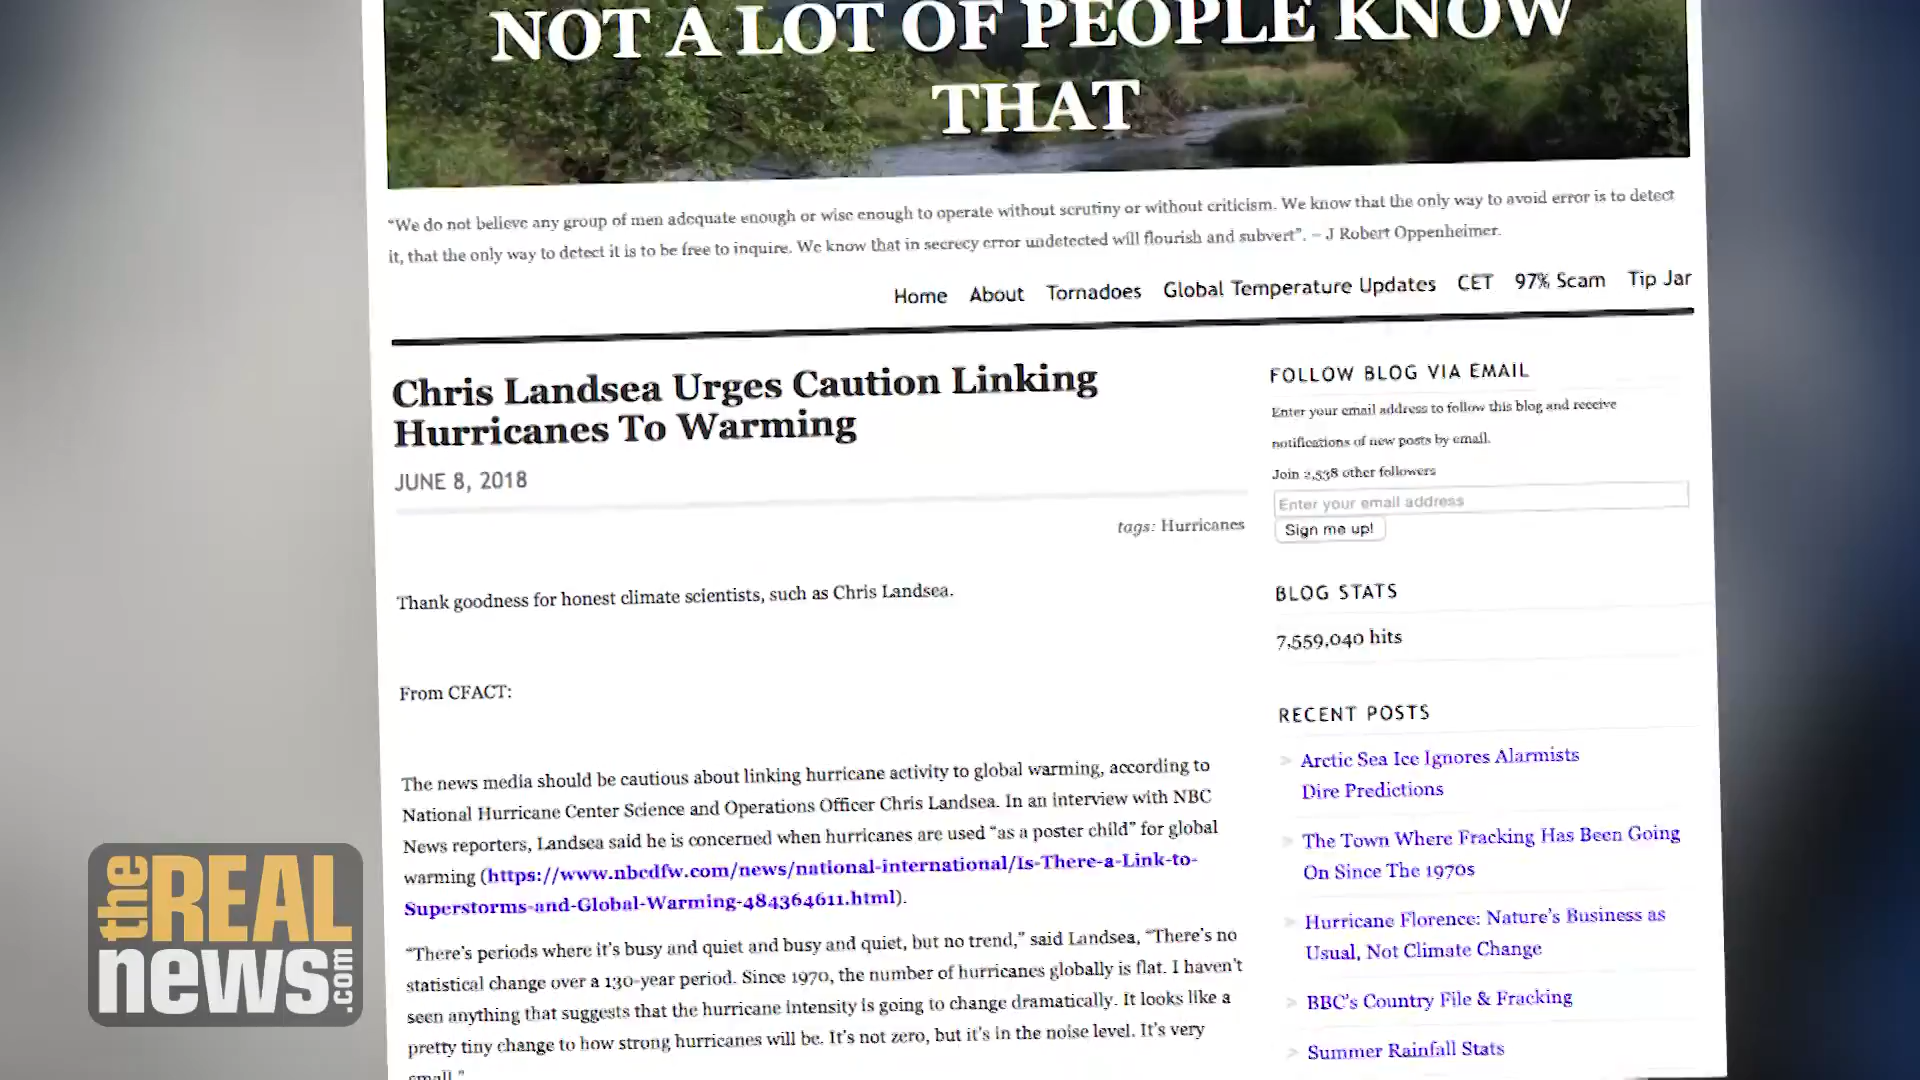 NOT A LOT OF PEOPLE KNOW
THAT
"We do not believe any group of men adequate enough or wise enough to operate without scrutiny or without criticism. We know that the only way to avoid error is to detect
it, that the only way to detect it is to be free to inquire. We know that in secrecy error undetected will flourish and subvert". – J Robert Oppenheimer.
Home About Tornadoes Global Temperature Updates CET 97% Scam Tip Jar
Chris Landsea Urges Caution Linking
Hurricanes To Warming
JUNE 8, 2018
tags: Hurricanes
Thank goodness for honest climate scientists, such as Chris Landsea.
From CFACT:
The news media should be cautious about linking hurricane activity to global warming, according to
National Hurricane Center Science and Operations Officer Chris Landsea. In an interview with NBC
News reporters, Landsea said he is concerned when hurricanes are used "as a poster child" for global
warming (https://www.nbcdfw.com/news/national-international/Is-There-a-Link-to-
Superstorms-and-Global-Warming-484364611.html).
"There's periods where it's busy and quiet and busy and quiet, but no trend," said Landsea, "There's no
statistical change over a 130-year period. Since 1970, the number of hurricanes globally is flat. I haven't
seen anything that suggests that the hurricane intensity is going to change dramatically. It looks like a
pretty tiny change to how strong hurricanes will be. It's not zero, but it's in the noise level. It's very
small."
FOLLOW BLOG VIA EMAIL
Enter your email address to follow this blog and receive
notifications of new posts by email.
Join 2,538 other followers
Enter your email address
Sign me up!
BLOG STATS
7,559,040 hits
RECENT POSTS
Arctic Sea Ice Ignores Alarmists
Dire Predictions
The Town Where Fracking Has Been Going
On Since The 1970s
Hurricane Florence: Nature's Business as
Usual, Not Climate Change
BBC's Country File & Fracking
Summer Rainfall Stats
the REAL
news.com